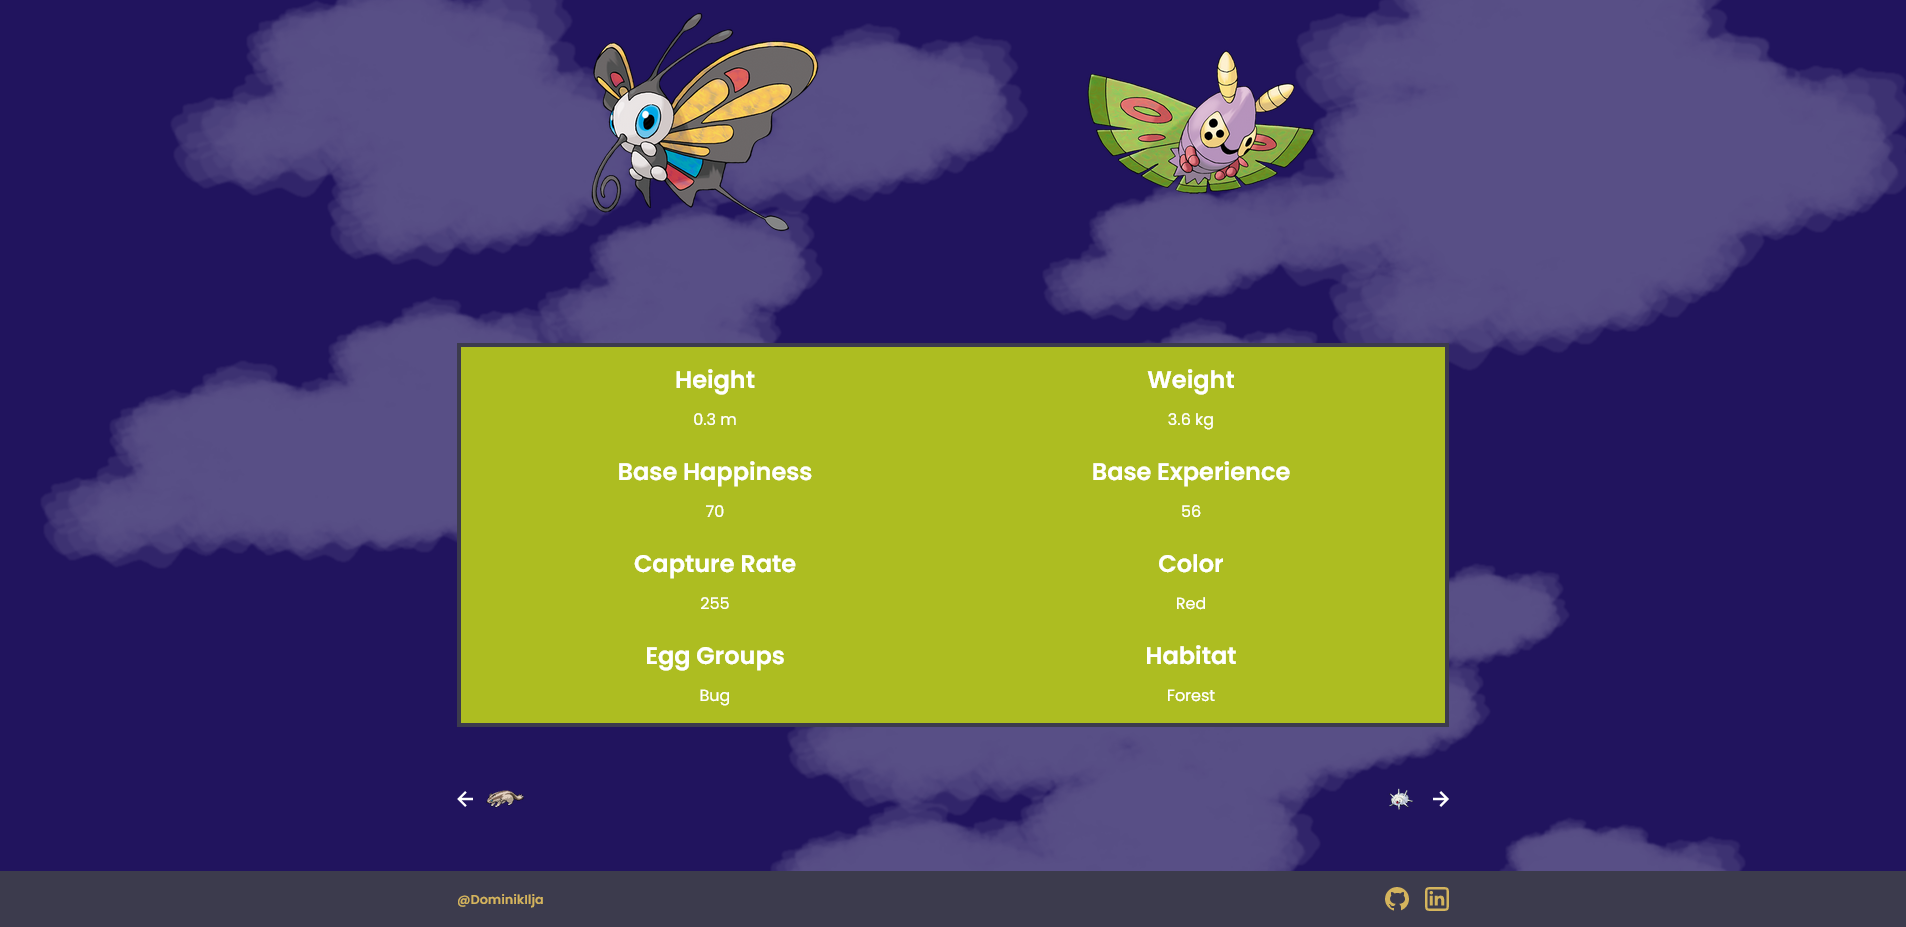 Height
Weight
0.3 m
3.6 kg
Base Happiness
Base Experience
70
56
Capture Rate
Color
255
Red
Egg Groups
Habitat
Bug
Forest
@DominikIlja